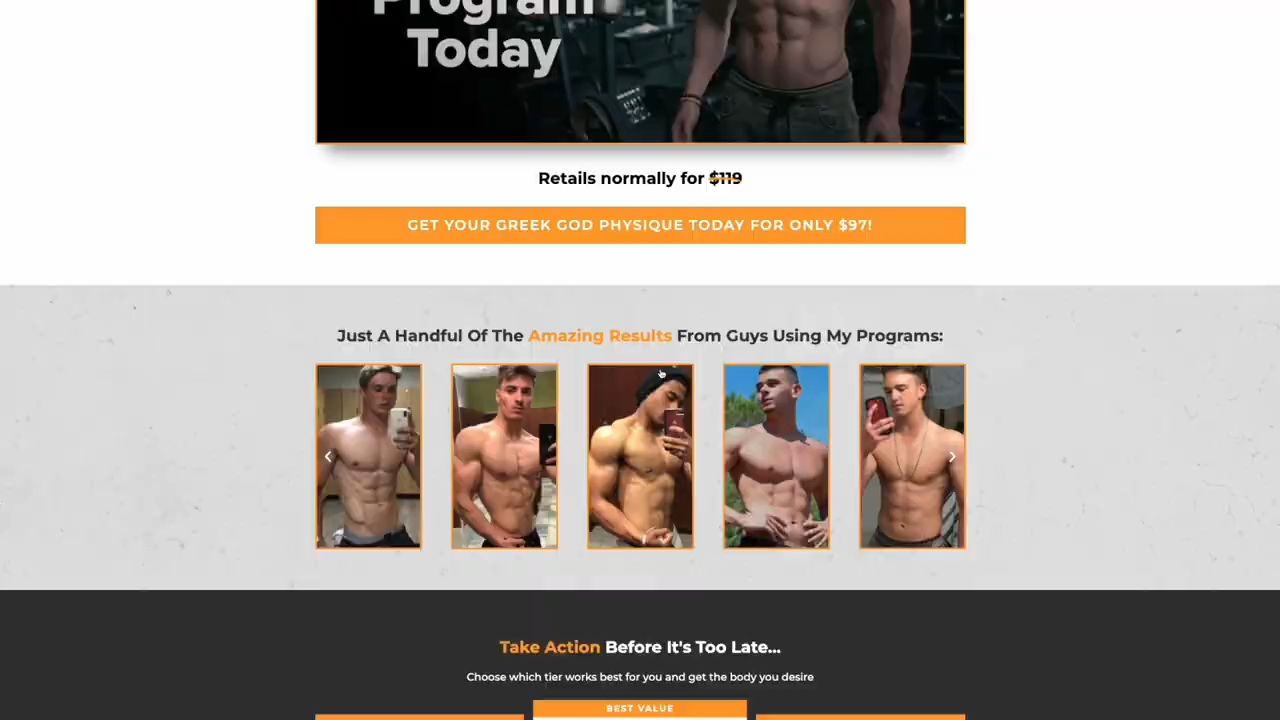 Program
Today
Retails normally for $119
GET YOUR GREEK GOD PHYSIQUE TODAY FOR ONLY $97!
Just A Handful Of The Amazing Results From Guys Using My Programs:
Take Action Before It's Too Late...
Choose which tier works best for you and get the body you desire
BEST VALUE